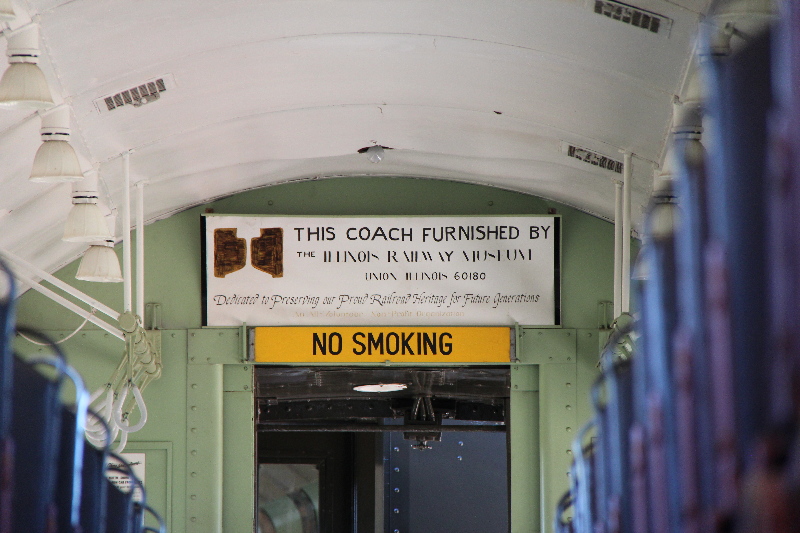 THIS COACH FURNISHED BY
THE ILLINOIS RAILWAY MUSEUM
UNION ILLINOIS 60180
Dedicated to Preserving our Proud Railroad Heritage for Future Generations
NO SMOKING